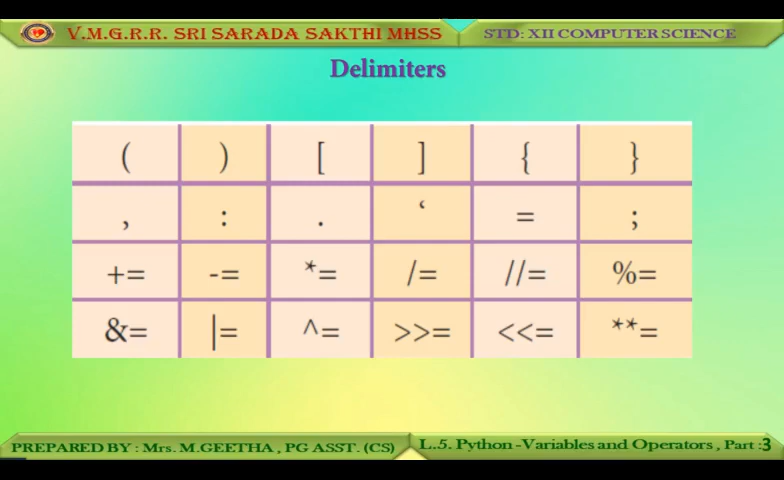 V.M.G.R.R. SRI SARADA SAKTHI MHSS
STD: XII COMPUTER SCIENCE
Delimiters
( ) [ ] { }
, : . ‘ = ;
+= -= *= /= //= %=
&= |= ^= >>= <<= **=
PREPARED BY : Mrs. M.GEETHA , PG ASST. (CS)
L.5. Python -Variables and Operators , Part :3